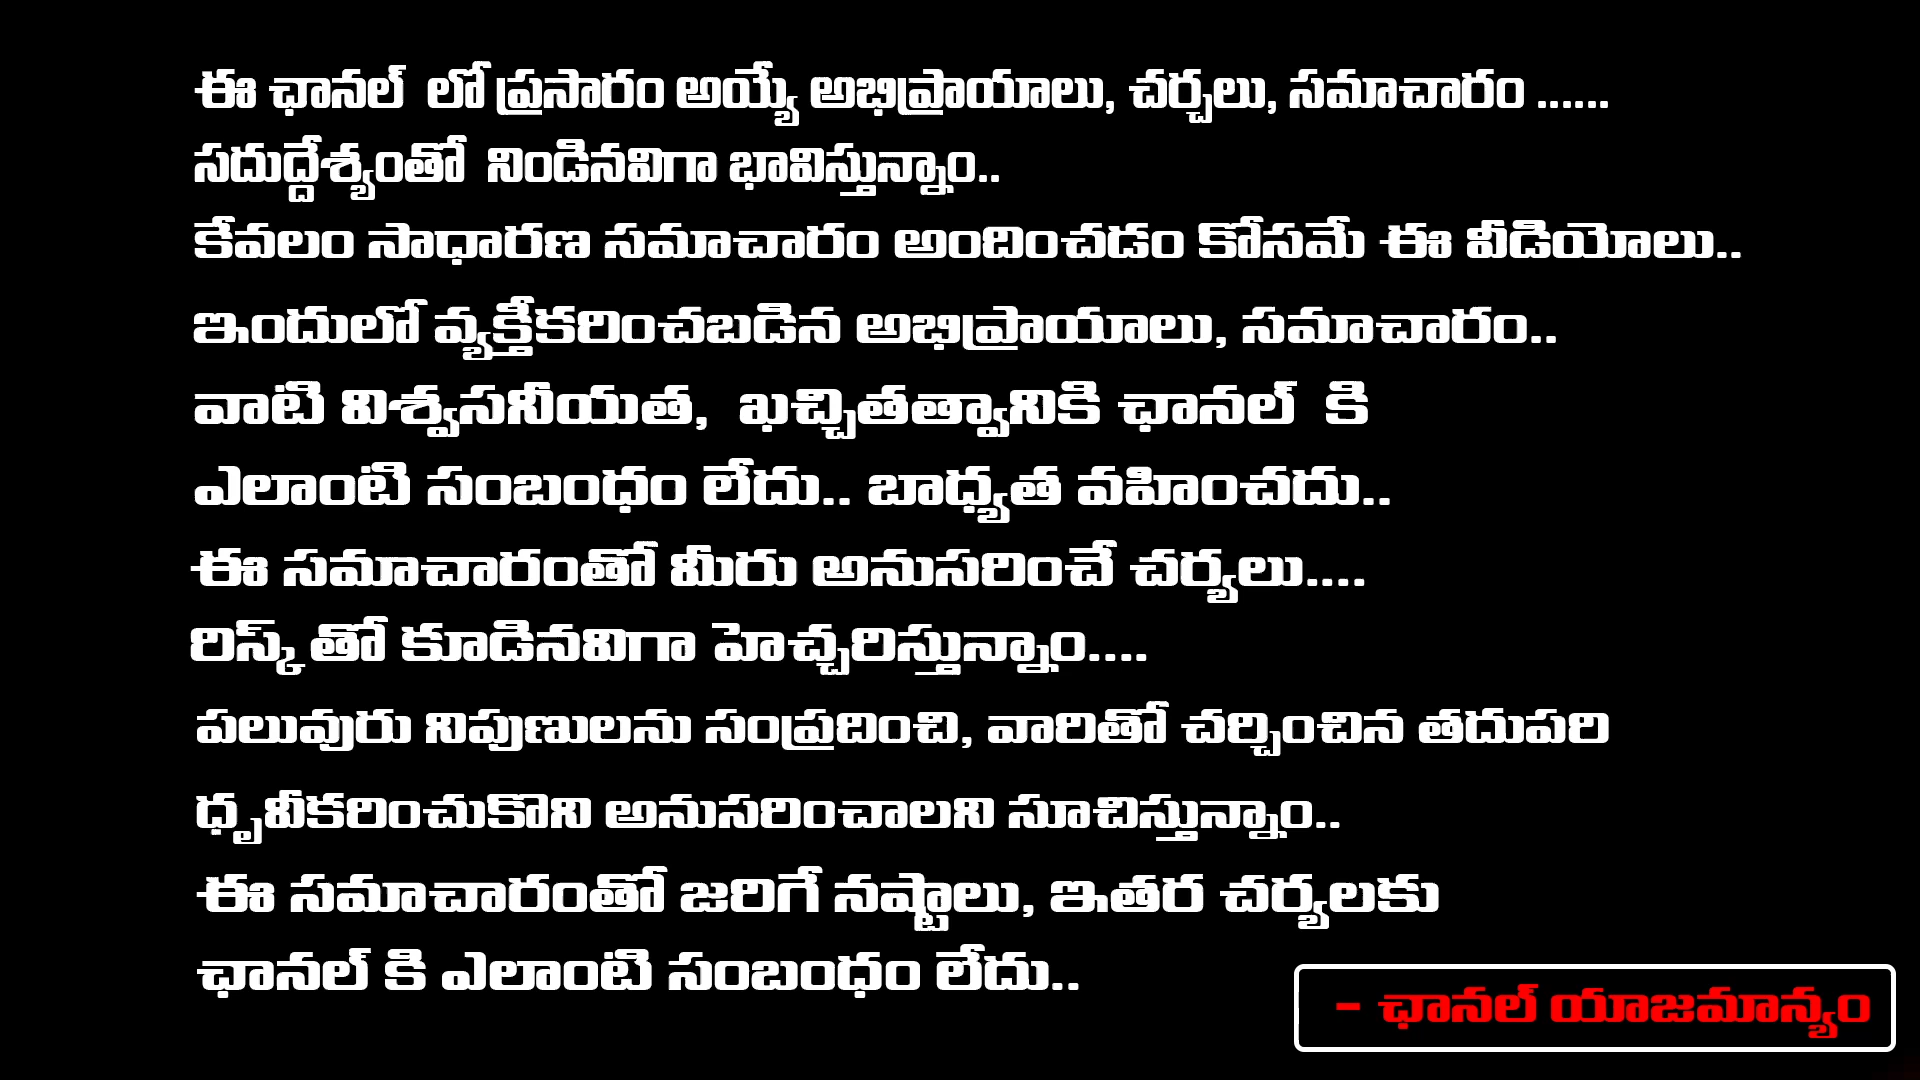 ఈ ఛానల్ లో ప్రసారం అయ్యే అభిప్రాయాలు, చర్చలు, సమాచారం ......
సదుద్దేశ్యంతో నిండినవిగా భావిస్తున్నాం..
కేవలం సాధారణ సమాచారం అందించడం కోసమే ఈ వీడియోలు..
ఇందులో వ్యక్తీకరించబడిన అభిప్రాయాలు, సమాచారం..
వాటి విశ్వసనీయత, ఖచ్చితత్వానికి ఛానల్ కి
ఎలాంటి సంబంధం లేదు.. బాధ్యత వహించదు..
ఈ సమాచారంతో మీరు అనుసరించే చర్యలు....
రిస్క్ తో కూడినవిగా హెచ్చరిస్తున్నాం....
పలువురు నిపుణులను సంప్రదించి, వారితో చర్చించిన తదుపరి
ధృవీకరించుకొని అనుసరించాలని సూచిస్తున్నాం..
ఈ సమాచారంతో జరిగే నష్టాలు, ఇతర చర్యలకు
ఛానల్ కి ఎలాంటి సంబంధం లేదు..
- ఛానల్ యాజమాన్యం